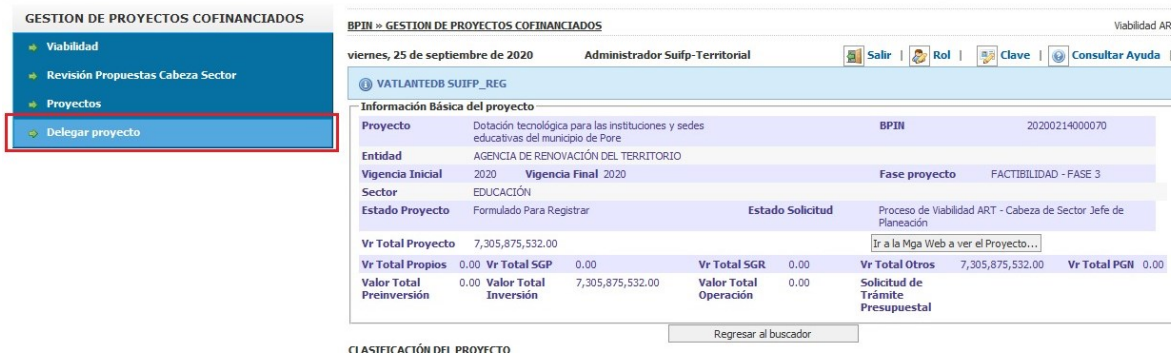 GESTION DE PROYECTOS COFINANCIADOS
Viabilidad
Revisión Propuestas Cabeza Sector
Proyectos
Delegar proyecto
BPIN » GESTION DE PROYECTOS COFINANCIADOS Viabilidad AR
viernes, 25 de septiembre de 2020 Administrador Suifp-Territorial Salir | Rol | Clave | Consultar Ayuda |
VATLANTEDB SUIFP_REG
Información Básica del proyecto
Proyecto Dotación tecnológica para las instituciones y sedes BPIN 20200214000070
educativas del municipio de Pore
Entidad AGENCIA DE RENOVACIÓN DEL TERRITORIO
Vigencia Inicial 2020 Vigencia Final 2020 Fase proyecto FACTIBILIDAD - FASE 3
Sector EDUCACIÓN
Estado Proyecto Formulado Para Registrar Estado Solicitud Proceso de Viabilidad ART - Cabeza de Sector Jefe de
Planeación
Vr Total Proyecto 7,305,875,532.00 Ir a la Mga Web a ver el Proyecto...
Vr Total Propios 0.00 Vr Total SGP 0.00 Vr Total SGR 0.00 Vr Total Otros 7,305,875,532.00 Vr Total PGN 0.00
Valor Total 0.00 Valor Total 7,305,875,532.00 Valor Total 0.00 Solicitud de
Preinversión Inversión Operación Trámite
Presupuestal
Regresar al buscador
CLASIFICACIÓN DEL PROYECTO